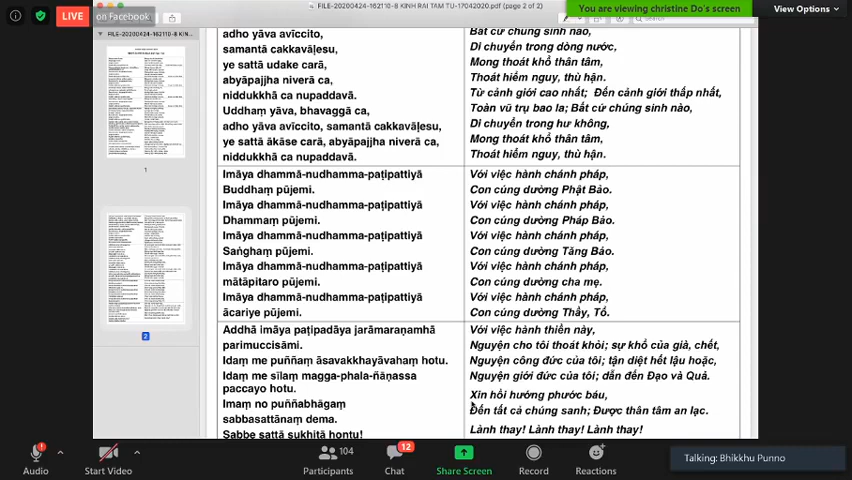 LIVE
on Facebook
FILE-20200424-162110-8 KINH RAI TAM TU-17042020.pdf (page 2 of 2)
You are viewing christine Do's screen
View Options
FILE-20200424-162110-8 KIN...
1
2
adho yāva avīccito,
samantā cakkavāḷesu,
ye sattā udake carā,
abyāpajjha niverā ca,
niddukkhā ca nupaddavā.
Uddhaṃ yāva, bhavaggā ca,
adho yāva avīccito, samantā cakkavāḷesu,
ye sattā ākāse carā, abyāpajjha niverā ca,
niddukkhā ca nupaddavā.
Bất cứ chúng sinh nào,
Di chuyển trong dòng nước,
Mong thoát khổ thân tâm,
Thoát hiểm nguy, thù hận.
Từ cảnh giới cao nhất; Đến cảnh giới thấp nhất,
Toàn vũ trụ bao la; Bất cứ chúng sinh nào,
Di chuyển trong hư không,
Mong thoát khổ thân tâm,
Thoát hiểm nguy, thù hận.
Imāya dhammā-nudhamma-paṭipattiyā
Buddhaṃ pūjemi.
Imāya dhammā-nudhamma-paṭipattiyā
Dhammaṃ pūjemi.
Imāya dhammā-nudhamma-paṭipattiyā
Saṅghaṃ pūjemi.
Imāya dhammā-nudhamma-paṭipattiyā
mātāpitaro pūjemi.
Imāya dhammā-nudhamma-paṭipattiyā
ācariye pūjemi.
Với việc hành chánh pháp,
Con cúng dường Phật Bảo.
Với việc hành chánh pháp,
Con cúng dường Pháp Bảo.
Với việc hành chánh pháp,
Con cúng dường Tăng Bảo.
Với việc hành chánh pháp,
Con cúng dường cha mẹ.
Với việc hành chánh pháp,
Con cúng dường Thầy, Tổ.
Addhā imāya paṭipadāya jarāmaraṇamhā
parimuccisāmi.
Idaṃ me puññaṃ āsavakkhayāvahaṃ hotu.
Idaṃ me sīlaṃ magga-phala-ñāṇassa
paccayo hotu.
Imaṃ no puññabhāgaṃ
sabbasattānaṃ dema.
Sabbe sattā sukhitā hontu!
Với việc hành thiền này,
Nguyện cho tôi thoát khỏi; sự khổ của già, chết,
Nguyện công đức của tôi; tận diệt hết lậu hoặc,
Nguyện giới đức của tôi; dẫn đến Đạo và Quả.
Xin hồi hướng phước báu,
Đến tất cả chúng sanh; Được thân tâm an lạc.
Lành thay! Lành thay! Lành thay!
Talking: Bhikkhu Punno
Audio
Start Video
104
Participants
12
Chat
Share Screen
Record
Reactions